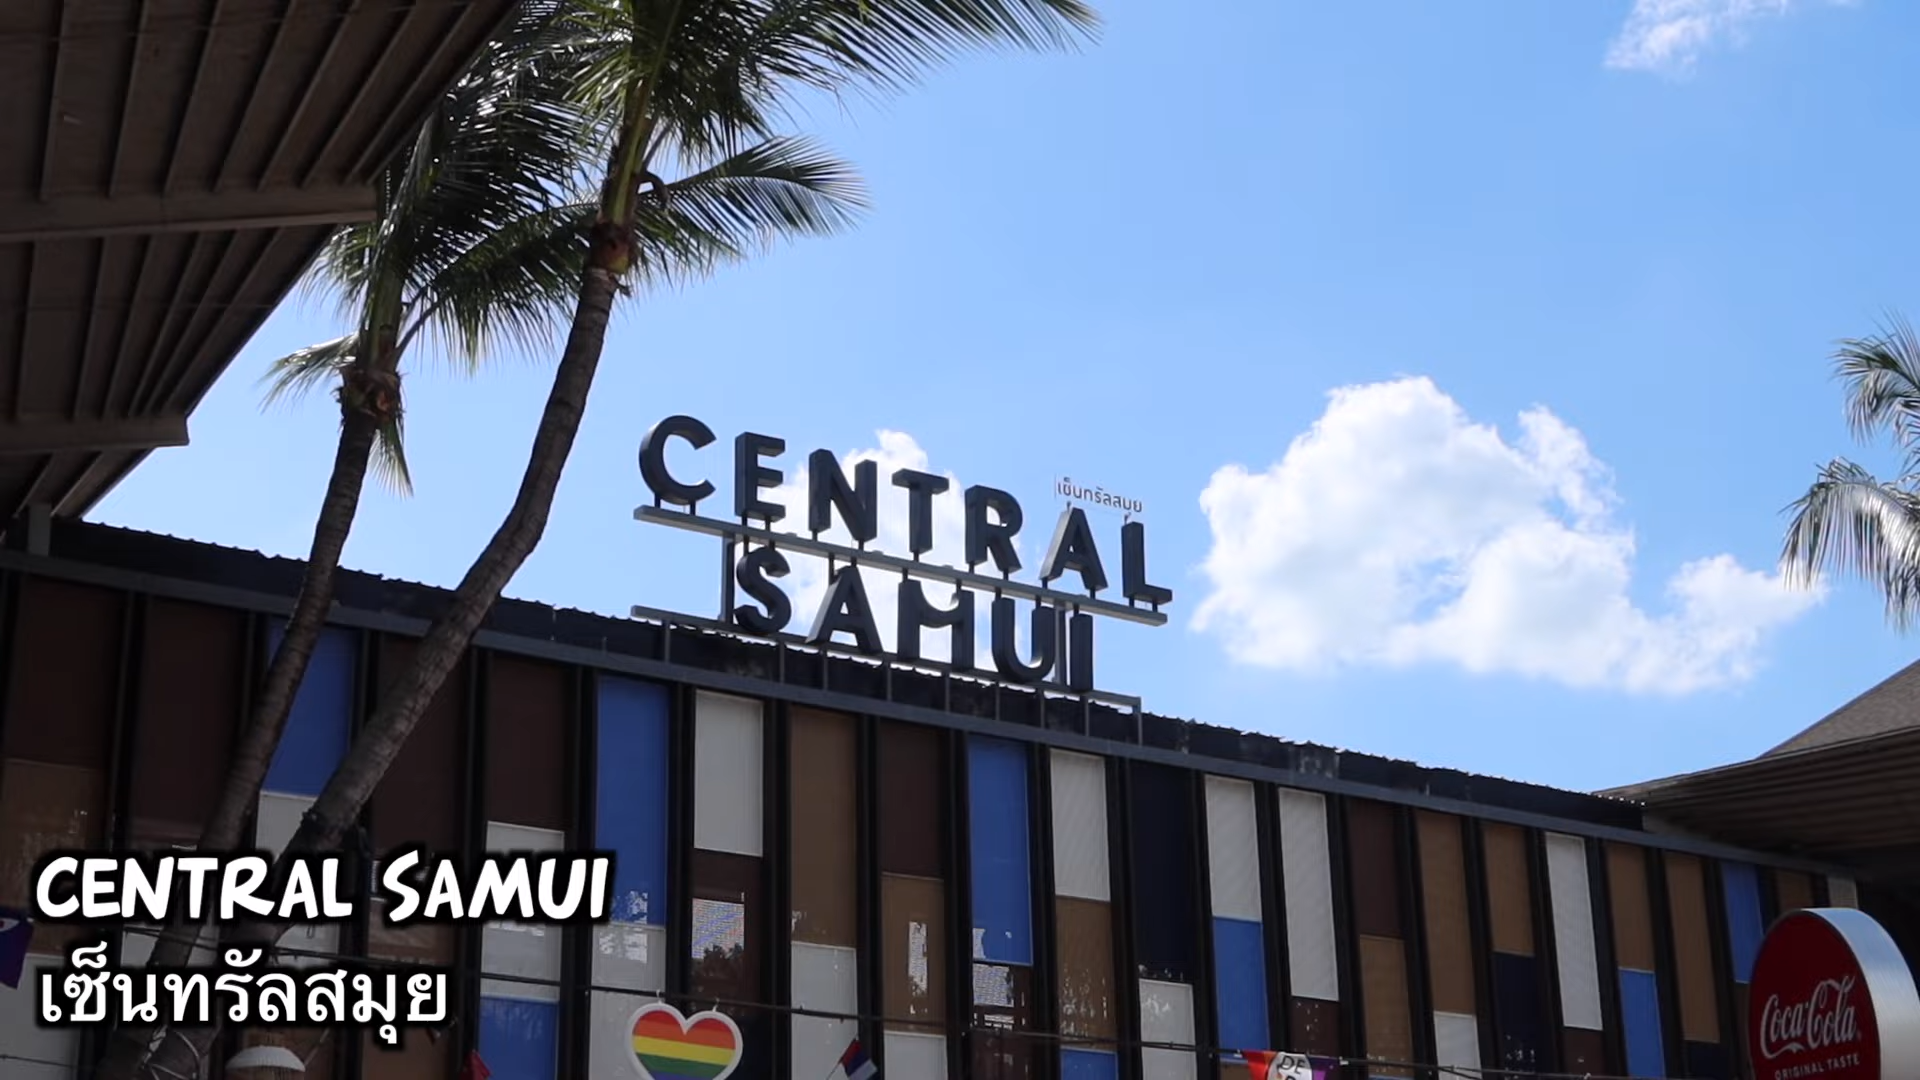 เซ็นทรัลสมุย
CENTRAL
SAMUI
CENTRAL SAMUI
เซ็นทรัลสมุย
DE
Coca-Cola
ORIGINAL TASTE